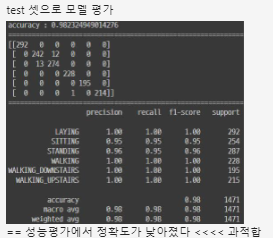 test 셋으로 모델 평가
accuracy : 0.982324949014276
[[292 0 0 0 0 0]
[ 0 242 12 0 0 0]
[ 0 13 274 0 0 0]
[ 0 0 0 228 0 0]
[ 0 0 0 0 195 0]
[ 0 0 0 1 0 214]]
precision recall f1-score support
LAYING 1.00 1.00 1.00 292
SITTING 0.95 0.95 0.95 254
STANDING 0.96 0.95 0.96 287
WALKING 1.00 1.00 1.00 228
WALKING_DOWNSTAIRS 1.00 1.00 1.00 195
WALKING_UPSTAIRS 1.00 1.00 1.00 215
accuracy 0.98 1471
macro avg 0.98 0.98 0.98 1471
weighted avg 0.98 0.98 0.98 1471
== 성능평가에서 정확도가 낮아졌다 <<<< 과적합